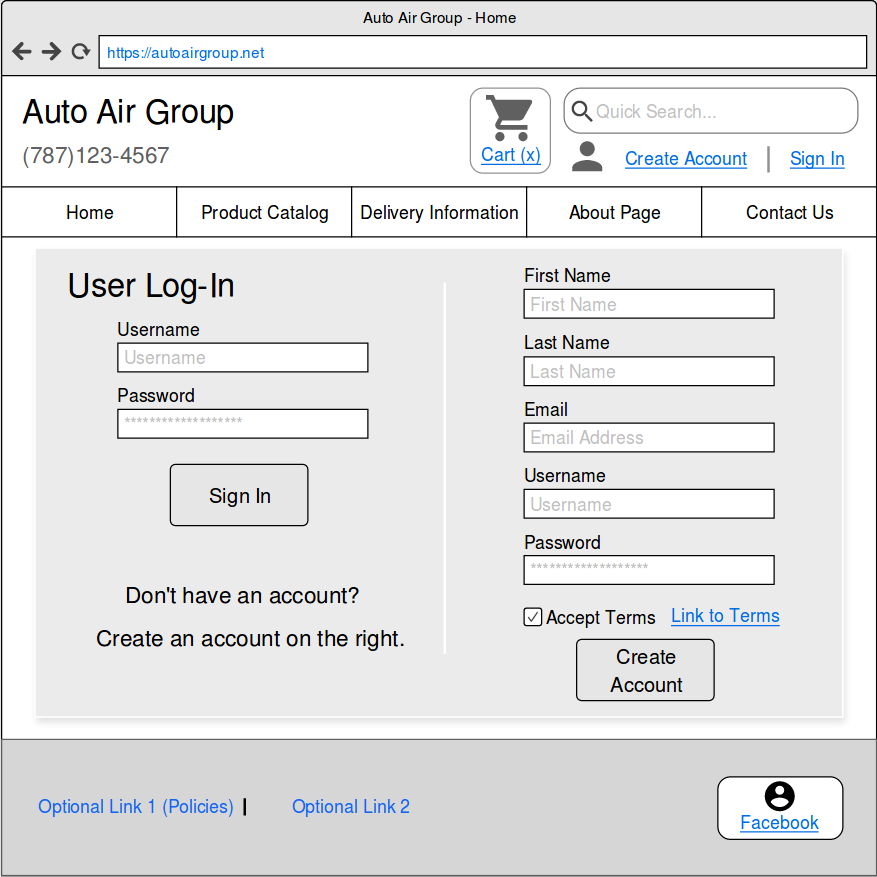 Auto Air Group - Home
https://autoairgroup.net
Auto Air Group
(787)123-4567
Cart (x)
Quick Search...
Create Account | Sign In
Home
Product Catalog
Delivery Information
About Page
Contact Us
User Log-In
Username
Username
Password
*******************
Sign In
Don't have an account?
Create an account on the right.
First Name
First Name
Last Name
Last Name
Email
Email Address
Username
Username
Password
*******************
Accept Terms Link to Terms
Create
Account
Optional Link 1 (Policies) | Optional Link 2
Facebook